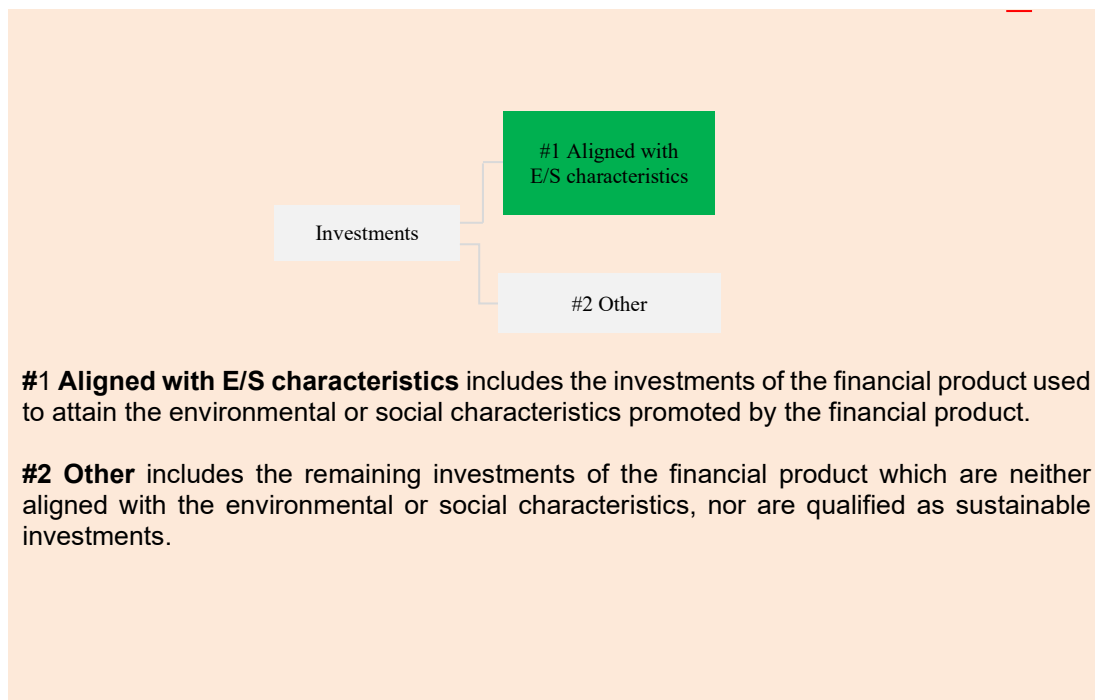 #1 Aligned with
E/S characteristics
Investments
#2 Other
#1 Aligned with E/S characteristics includes the investments of the financial product used
to attain the environmental or social characteristics promoted by the financial product.
#2 Other includes the remaining investments of the financial product which are neither
aligned with the environmental or social characteristics, nor are qualified as sustainable
investments.